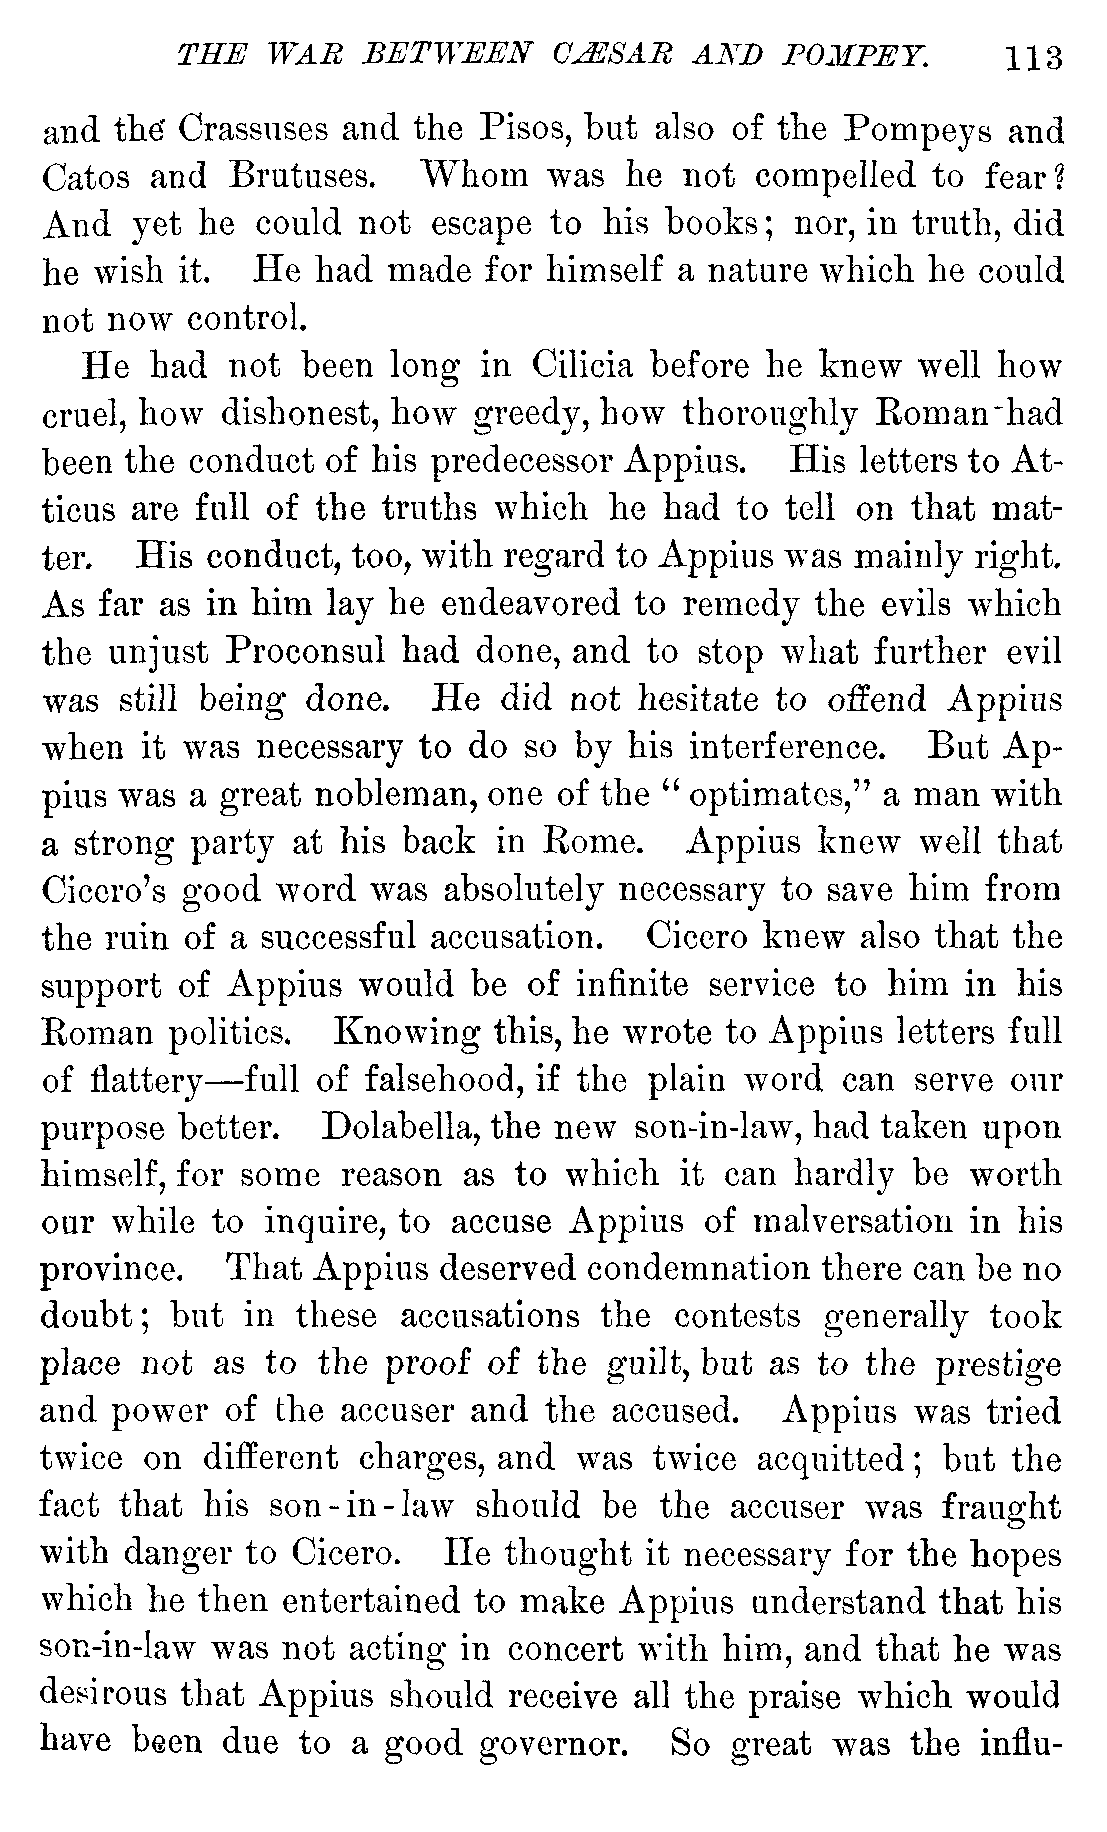 THE WAR BETWEEN CÆSAR AND POMPEY. 113
and the Crassuses and the Pisos, but also of the Pompeys and
Catos and Brutuses. Whom was he not compelled to fear?
And yet he could not escape to his books; nor, in truth, did
he wish it. He had made for himself a nature which he could
not now control.
He had not been long in Cilicia before he knew well how
cruel, how dishonest, how greedy, how thoroughly Roman had
been the conduct of his predecessor Appius. His letters to At-
ticus are full of the truths which he had to tell on that mat-
ter. His conduct, too, with regard to Appius was mainly right.
As far as in him lay he endeavored to remedy the evils which
the unjust Proconsul had done, and to stop what further evil
was still being done. He did not hesitate to offend Appius
when it was necessary to do so by his interference. But Ap-
pius was a great nobleman, one of the "optimates," a man with
a strong party at his back in Rome. Appius knew well that
Cicero's good word was absolutely necessary to save him from
the ruin of a successful accusation. Cicero knew also that the
support of Appius would be of infinite service to him in his
Roman politics. Knowing this, he wrote to Appius letters full
of flattery—full of falsehood, if the plain word can serve our
purpose better. Dolabella, the new son-in-law, had taken upon
himself, for some reason as to which it can hardly be worth
our while to inquire, to accuse Appius of malversation in his
province. That Appius deserved condemnation there can be no
doubt; but in these accusations the contests generally took
place not as to the proof of the guilt, but as to the prestige
and power of the accuser and the accused. Appius was tried
twice on different charges, and was twice acquitted; but the
fact that his son-in-law should be the accuser was fraught
with danger to Cicero. He thought it necessary for the hopes
which he then entertained to make Appius understand that his
son-in-law was not acting in concert with him, and that he was
desirous that Appius should receive all the praise which would
have been due to a good governor. So great was the influ-